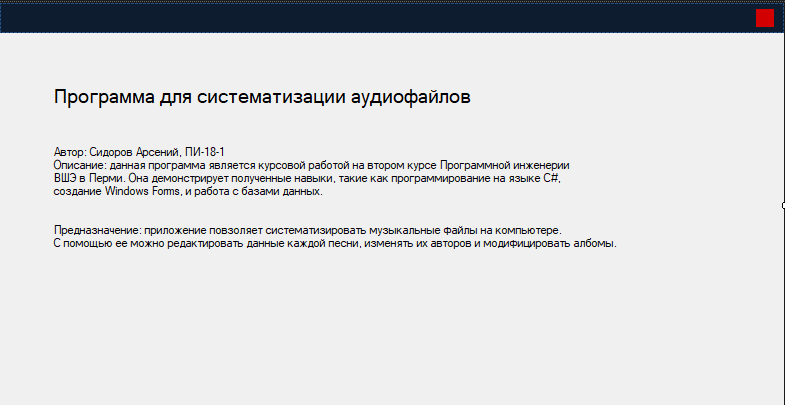 Программа для систематизации аудиофайлов
Автор: Сидоров Арсений, ПИ-18-1
Описание: данная программа является курсовой работой на втором курсе Программной инженерии
ВШЭ в Перми. Она демонстрирует полученные навыки, такие как программирование на языке C#,
создание Windows Forms, и работа с базами данных.
Предназначение: приложение повзоляет систематизировать музыкальные файлы на компьютере.
С помощью ее можно редактировать данные каждой песни, изменять их авторов и модифицировать албомы.